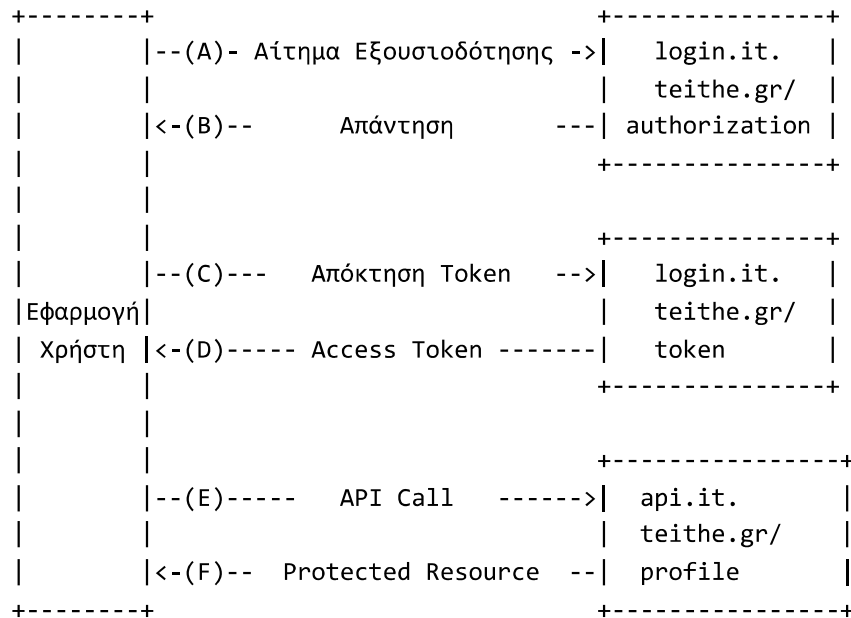 +--------+                               +---------------+
|        |--(A)- Αίτημα Εξουσιοδότησης ->|   login.it.   |
|        |                               |   teithe.gr/  |
|        |<-(B)--      Απάντηση       ---| authorization |
|        |                               +---------------+
|        |
|        |                               +---------------+
|        |--(C)---   Απόκτηση Token   -->|   login.it.   |
|Εφαρμογή|                               |   teithe.gr/  |
| Χρήστη |<-(D)----- Access Token -------|   token       |
|        |                               +---------------+
|        |
|        |                               +----------------+
|        |--(E)-----   API Call   ------>|  api.it.       |
|        |                               |  teithe.gr/    |
|        |<-(F)--  Protected Resource  --|  profile       |
+--------+                               +----------------+